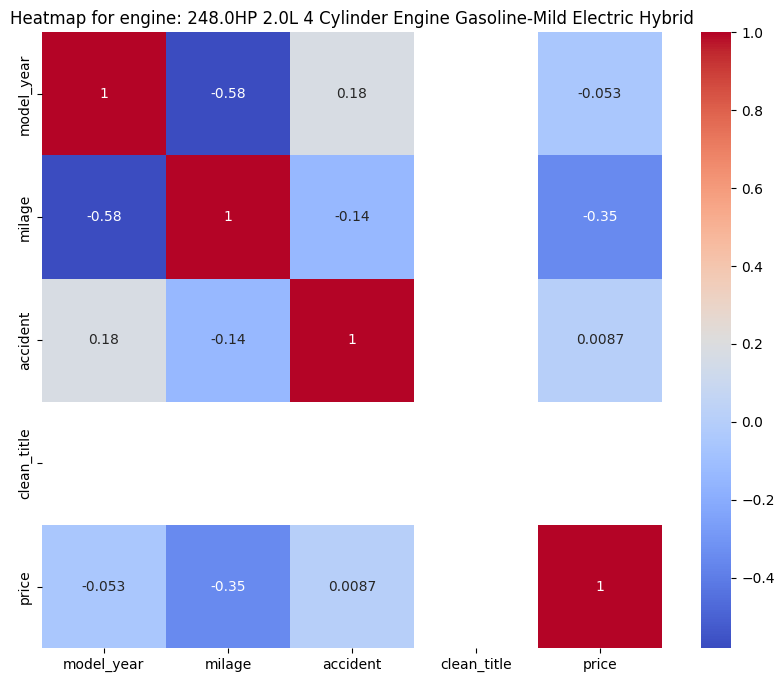 Heatmap for engine: 248.0HP 2.0L 4 Cylinder Engine Gasoline-Mild Electric Hybrid
model_year
1
-0.58
0.18
-0.053
milage
-0.58
1
-0.14
-0.35
accident
0.18
-0.14
1
0.0087
clean_title
price
-0.053
-0.35
0.0087
1
model_year
milage
accident
clean_title
price
1.0
0.8
0.6
0.4
0.2
0.0
−0.2
−0.4